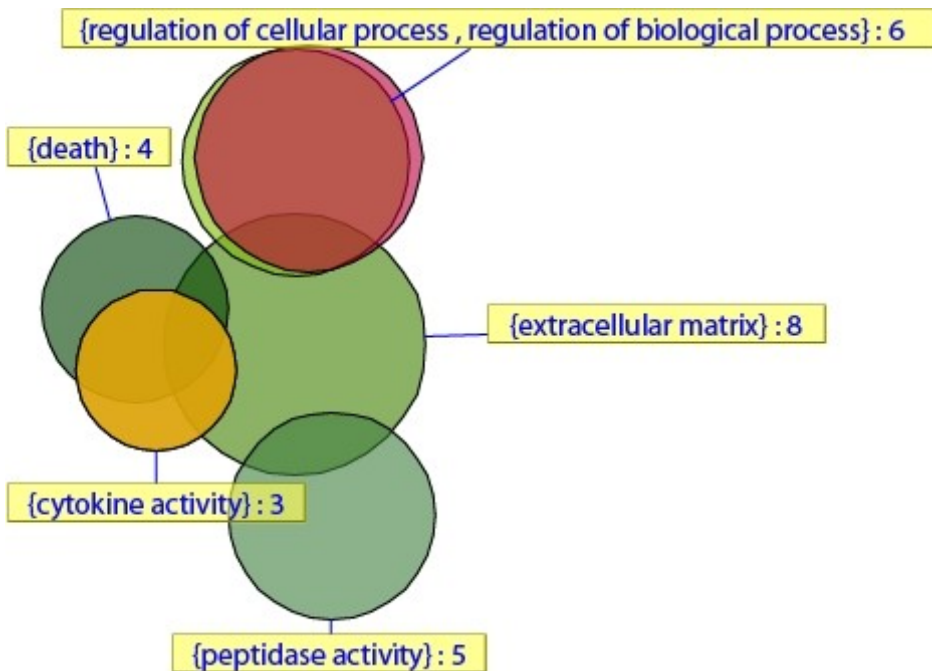 {regulation of cellular process , regulation of biological process} : 6
{death} : 4
{extracellular matrix} : 8
{cytokine activity} : 3
{peptidase activity} : 5